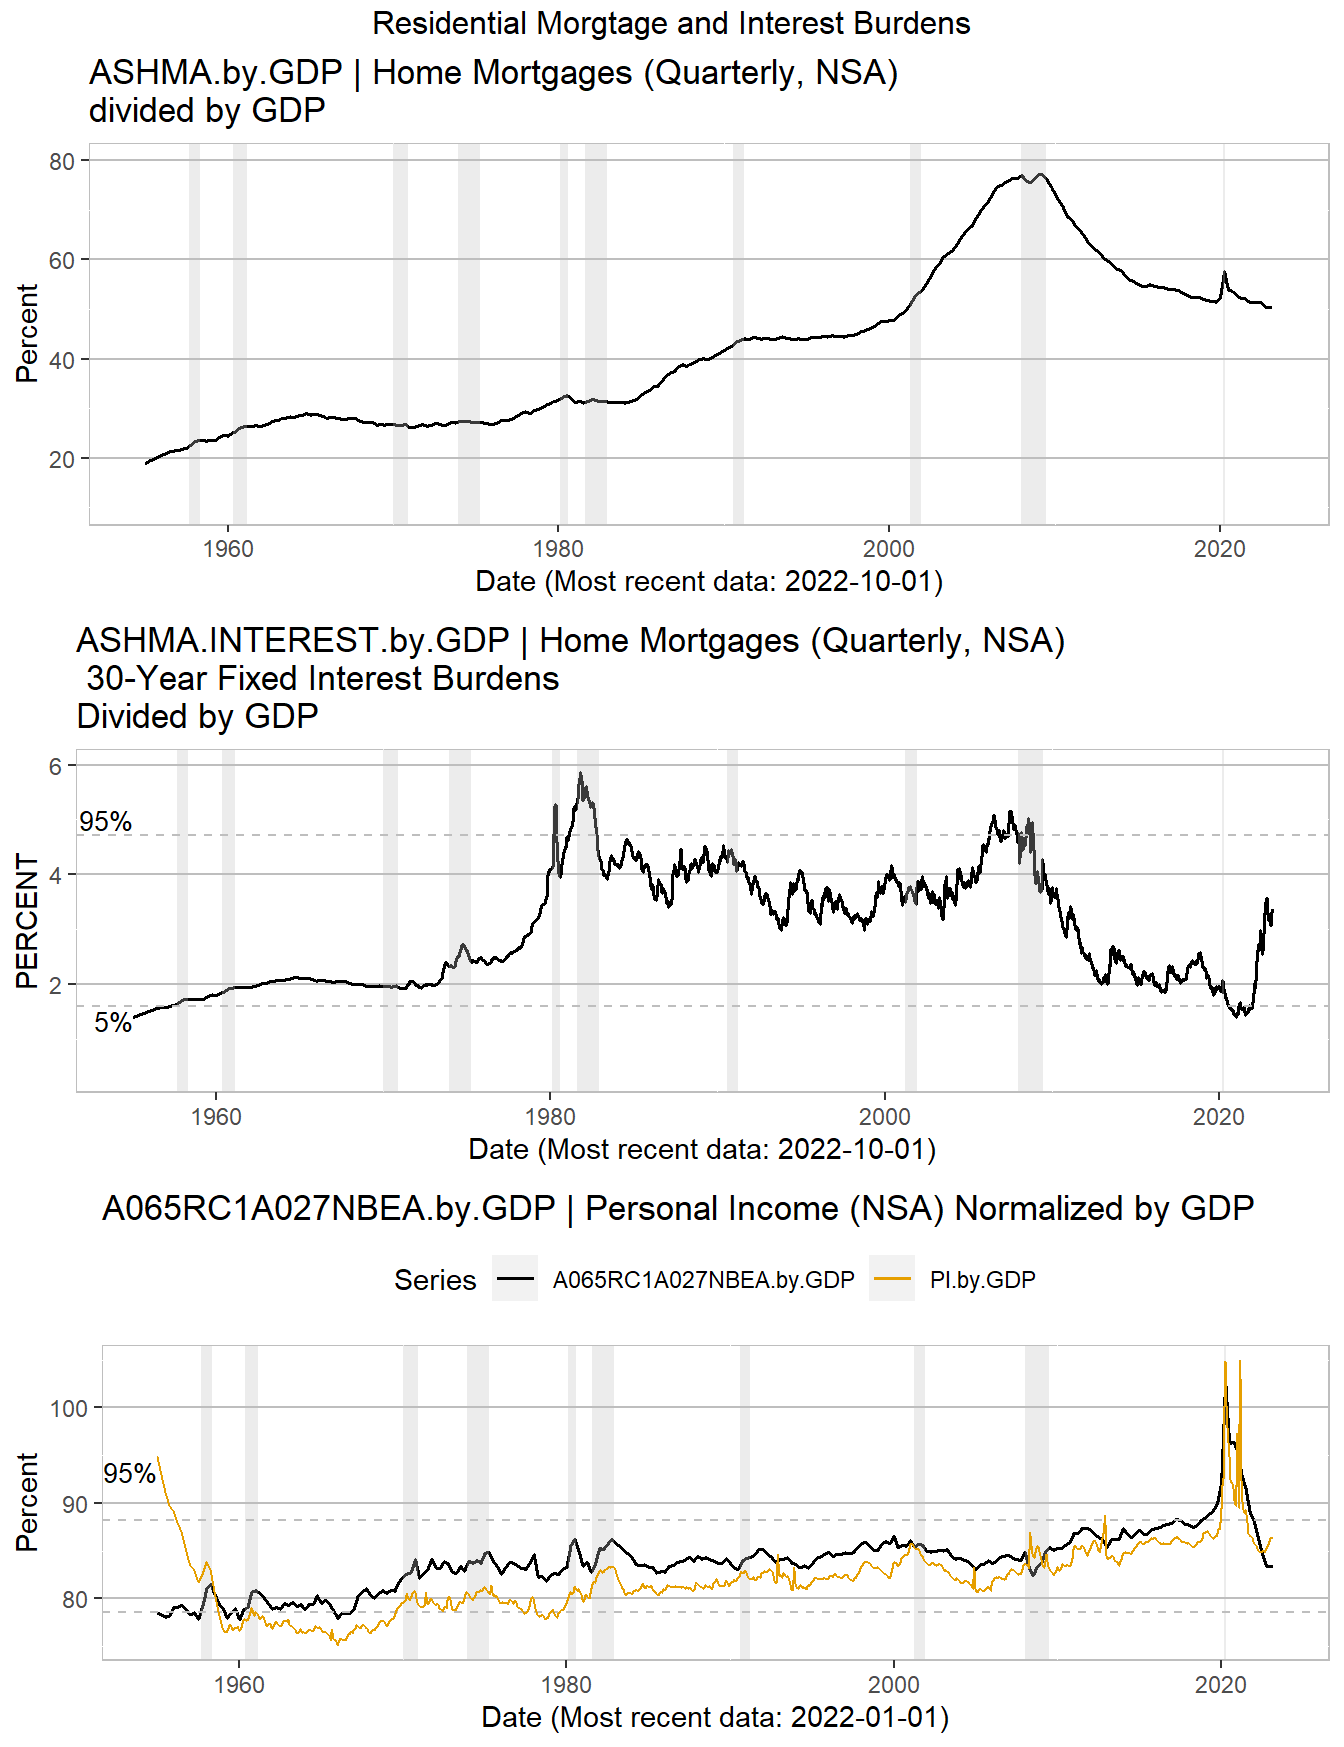 Residential Morgtage and Interest Burdens
ASHMA.by.GDP | Home Mortgages (Quarterly, NSA)
divided by GDP
80
60
40
20
Percent
1960
1980
2000
2020
Date (Most recent data: 2022-10-01)
ASHMA.INTEREST.by.GDP | Home Mortgages (Quarterly, NSA)
30-Year Fixed Interest Burdens
Divided by GDP
6
95%
4
2
5%
PERCENT
1960
1980
2000
2020
Date (Most recent data: 2022-10-01)
A065RC1A027NBEA.by.GDP | Personal Income (NSA) Normalized by GDP
Series A065RC1A027NBEA.by.GDP PI.by.GDP
100
95%
90
80
Percent
1960
1980
2000
2020
Date (Most recent data: 2022-01-01)